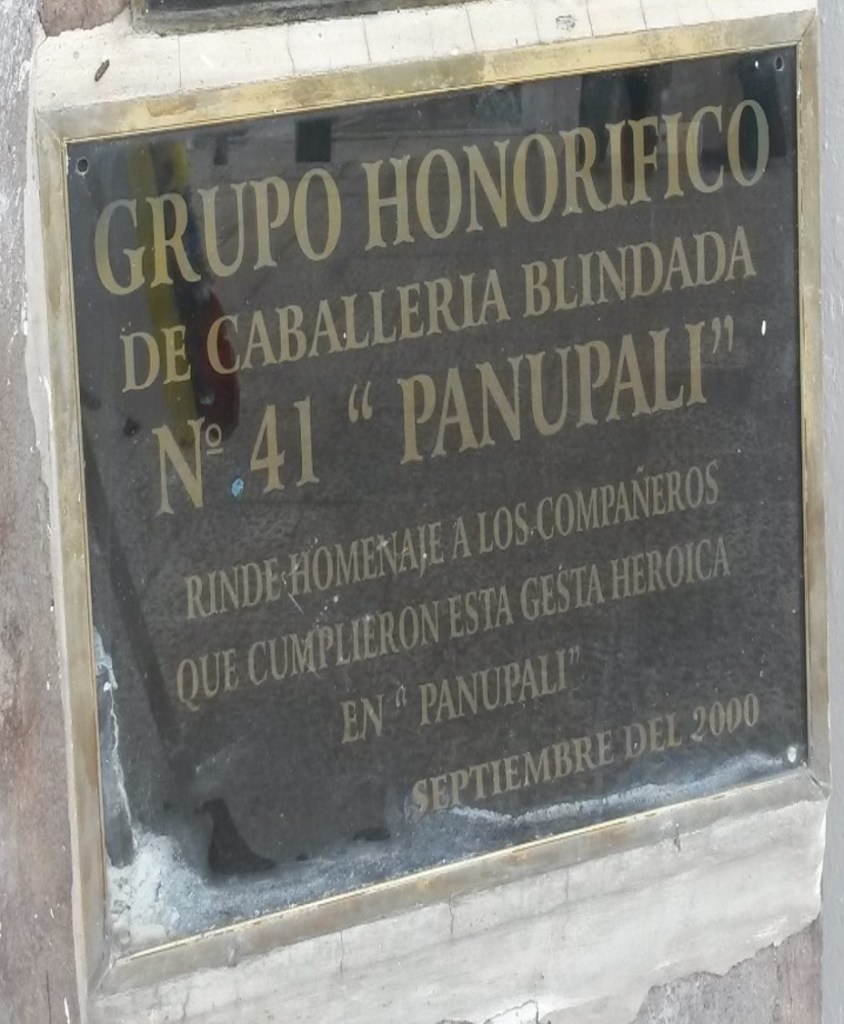 GRUPO HONORIFICO
DE CABALLERIA BLINDADA
Nº 41 “ PANUPALI”
RINDE HOMENAJE A LOS COMPAÑEROS
QUE CUMPLIERON ESTA GESTA HEROICA
EN “ PANUPALI”
SEPTIEMBRE DEL 2000